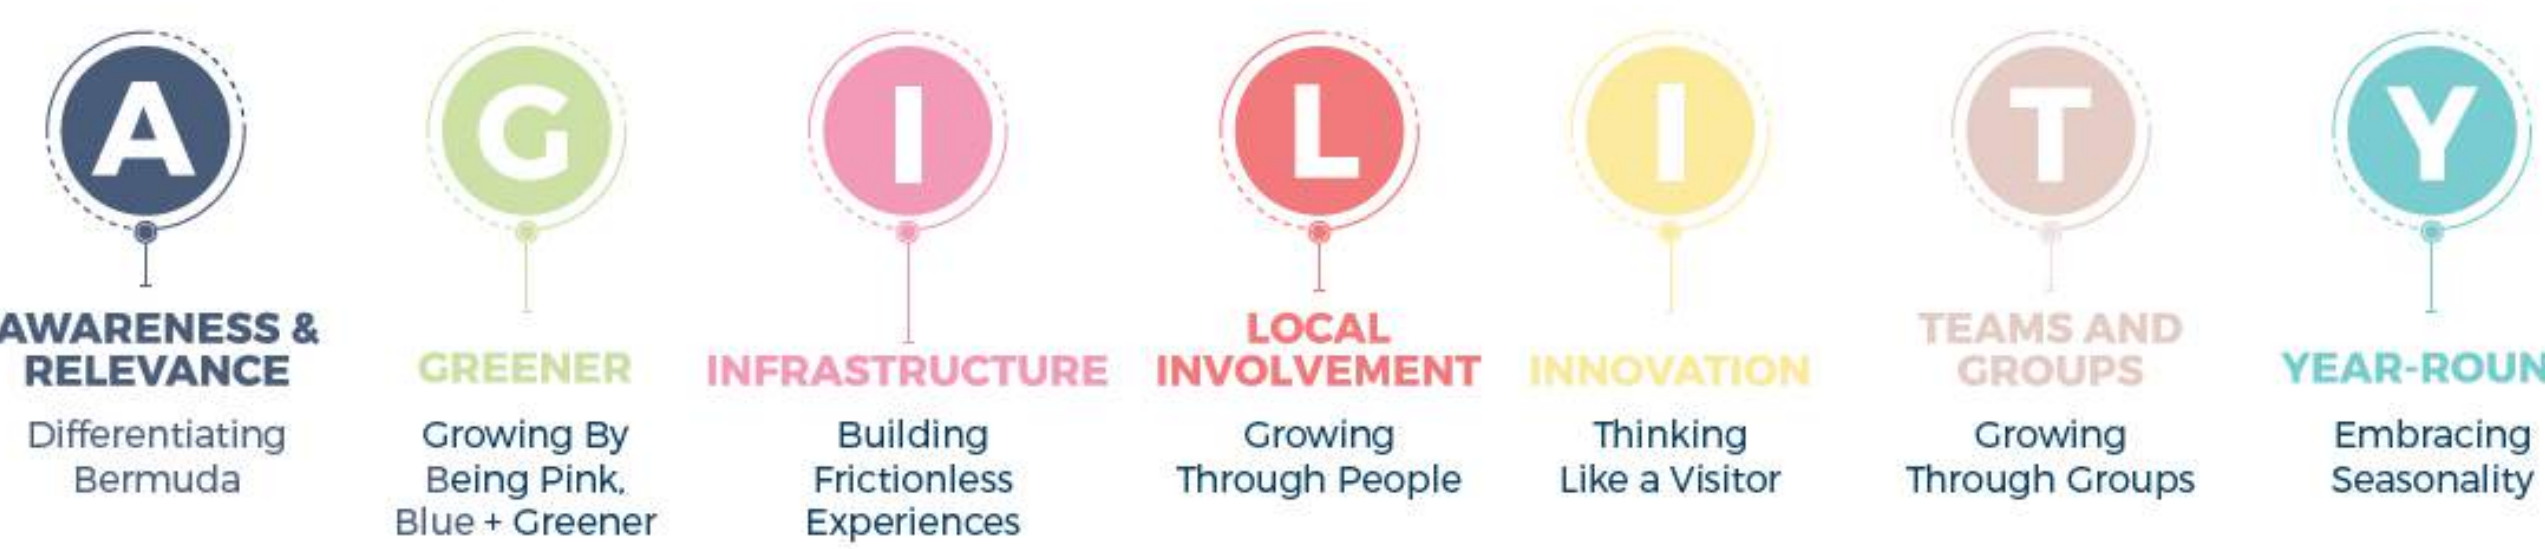 A
G
I
L
I
T
Y
AWARENESS &
RELEVANCE
Differentiating
Bermuda
GREENER
Growing By
Being Pink,
Blue + Greener
INFRASTRUCTURE
Building
Frictionless
Experiences
LOCAL
INVOLVEMENT
Growing
Through People
INNOVATION
Thinking
Like a Visitor
TEAMS AND
GROUPS
Growing
Through Groups
YEAR-ROUN
Embracing
Seasonality